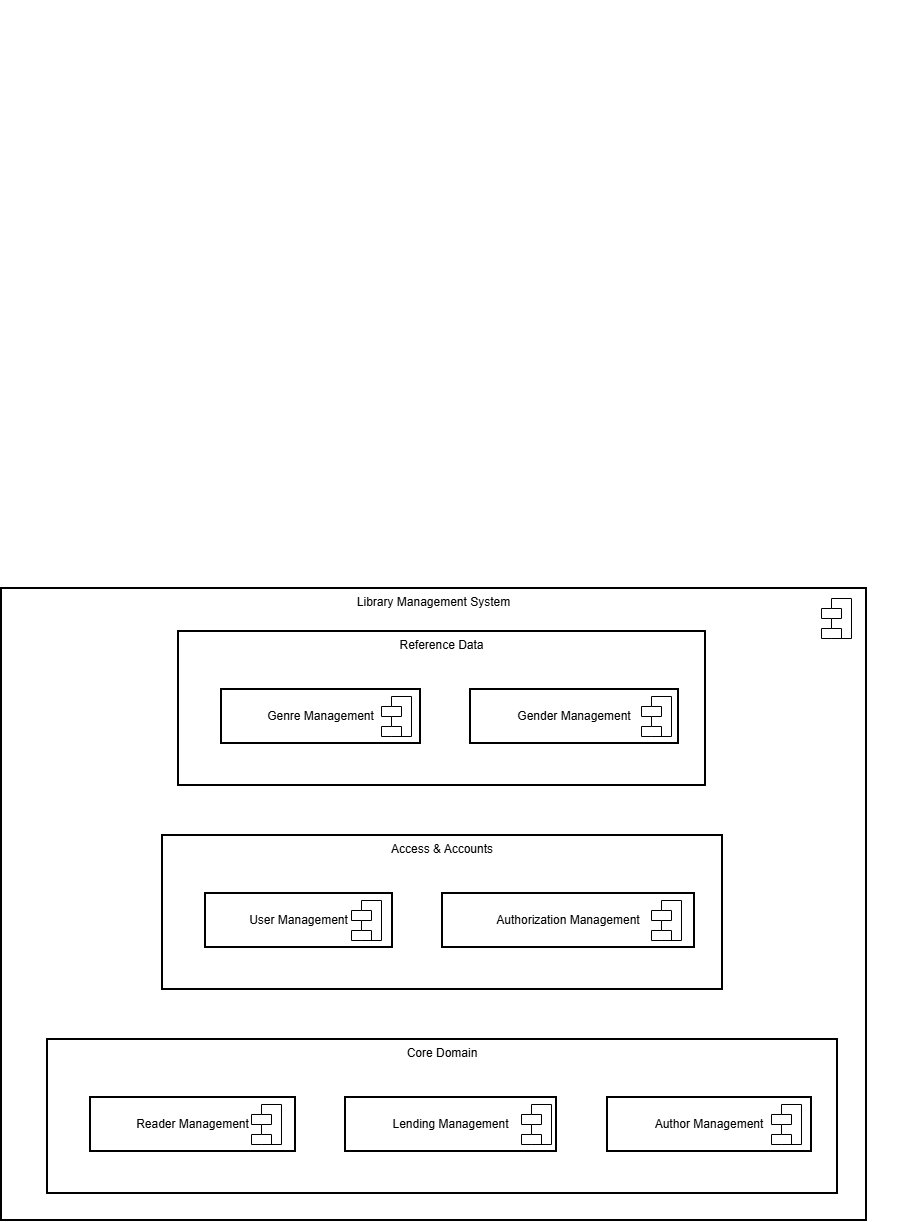 Library Management System
Reference Data
Genre Management
Gender Management
Access & Accounts
User Management
Authorization Management
Core Domain
Reader Management
Lending Management
Author Management